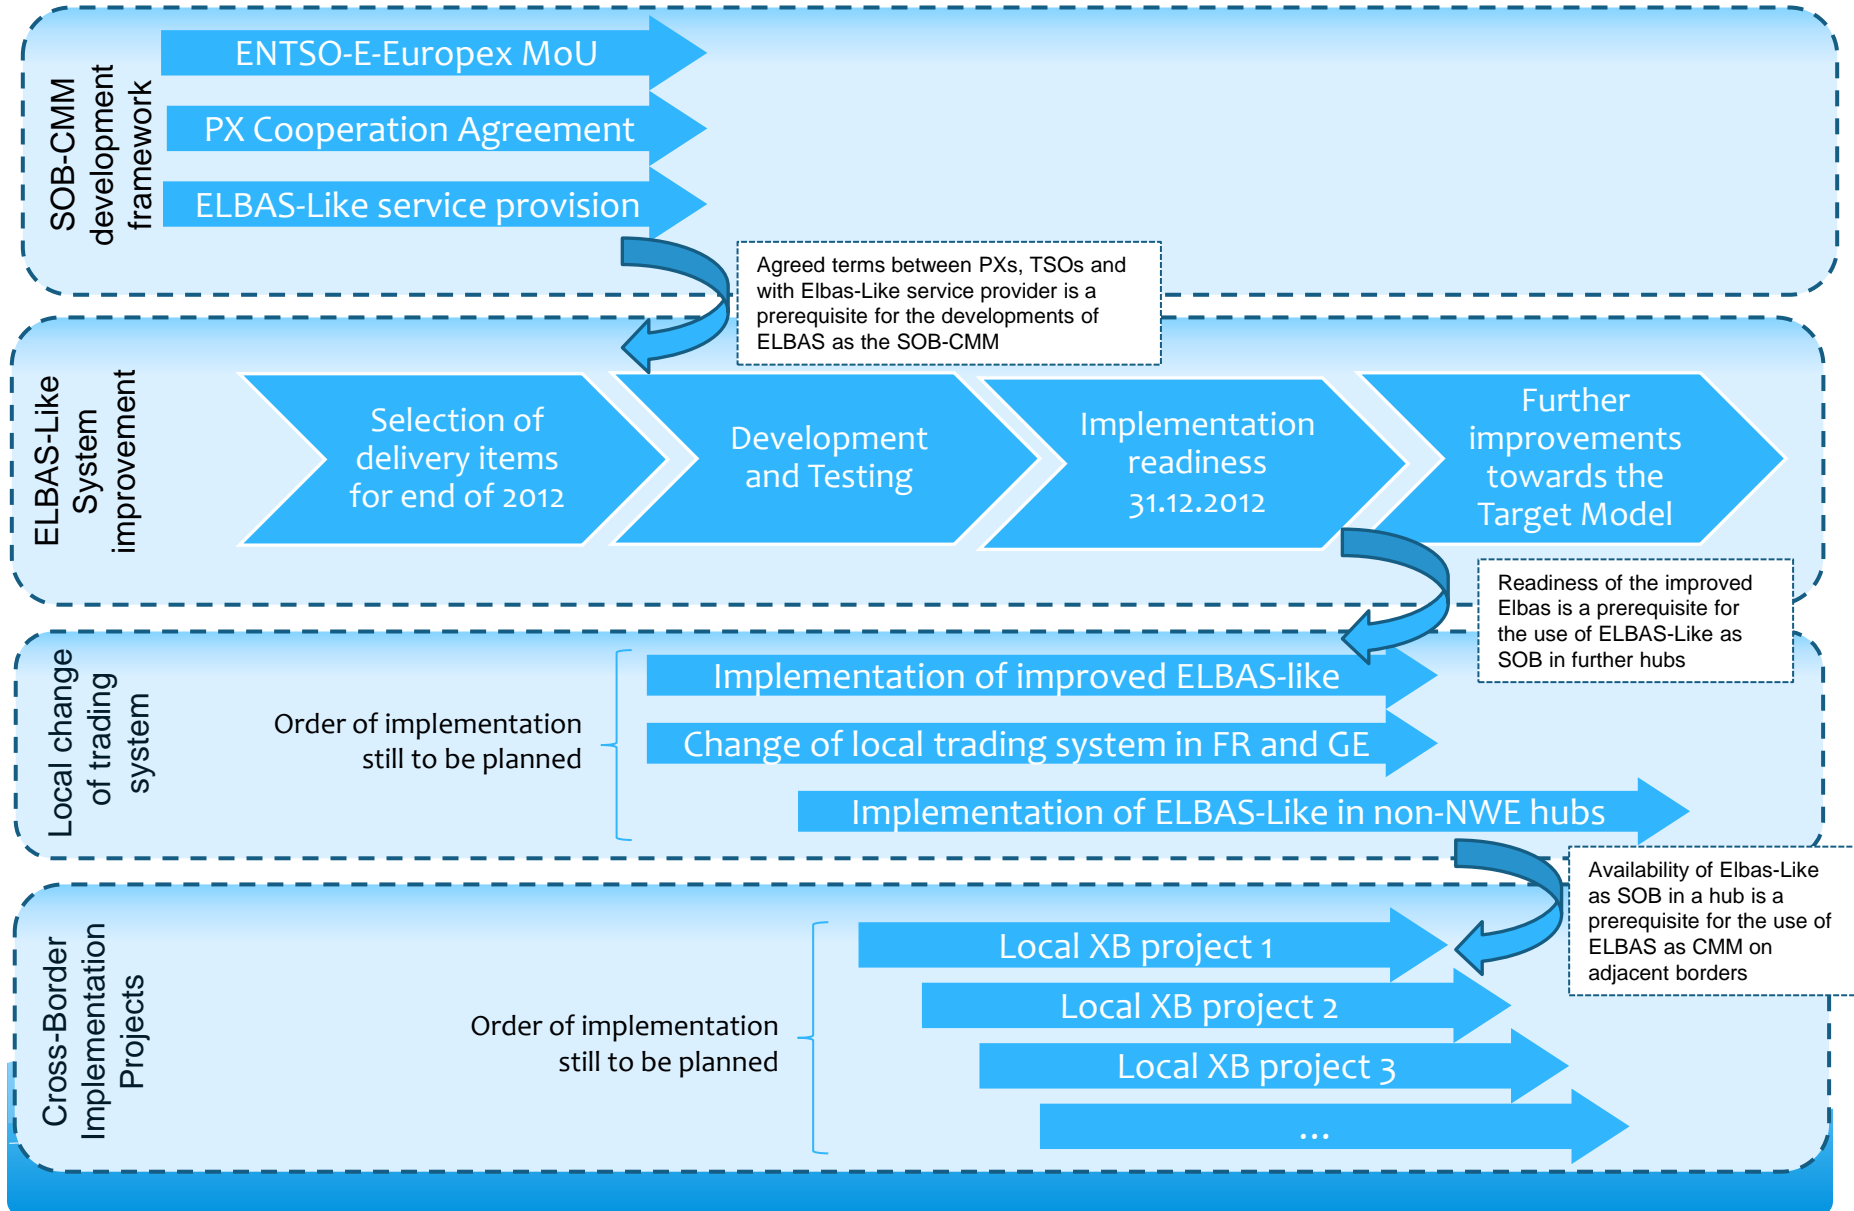 SOB-CMM
development
framework
ENTSO-E-Europex MoU
PX Cooperation Agreement
ELBAS-Like service provision
Agreed terms between PXs, TSOs and
with Elbas-Like service provider is a
prerequisite for the developments of
ELBAS as the SOB-CMM
ELBAS-Like
System
improvement
Selection of
delivery items
for end of 2012
Development
and Testing
Implementation
readiness
31.12.2012
Further
improvements
towards the
Target Model
Readiness of the improved
Elbas is a prerequisite for
the use of ELBAS-Like as
SOB in further hubs
Local change
of trading
system
Order of implementation
still to be planned
Implementation of improved ELBAS-like
Change of local trading system in FR and GE
Implementation of ELBAS-Like in non-NWE hubs
Availability of Elbas-Like
as SOB in a hub is a
prerequisite for the use of
ELBAS as CMM on
adjacent borders
Cross-Border
Implementation
Projects
Order of implementation
still to be planned
Local XB project 1
Local XB project 2
Local XB project 3
...